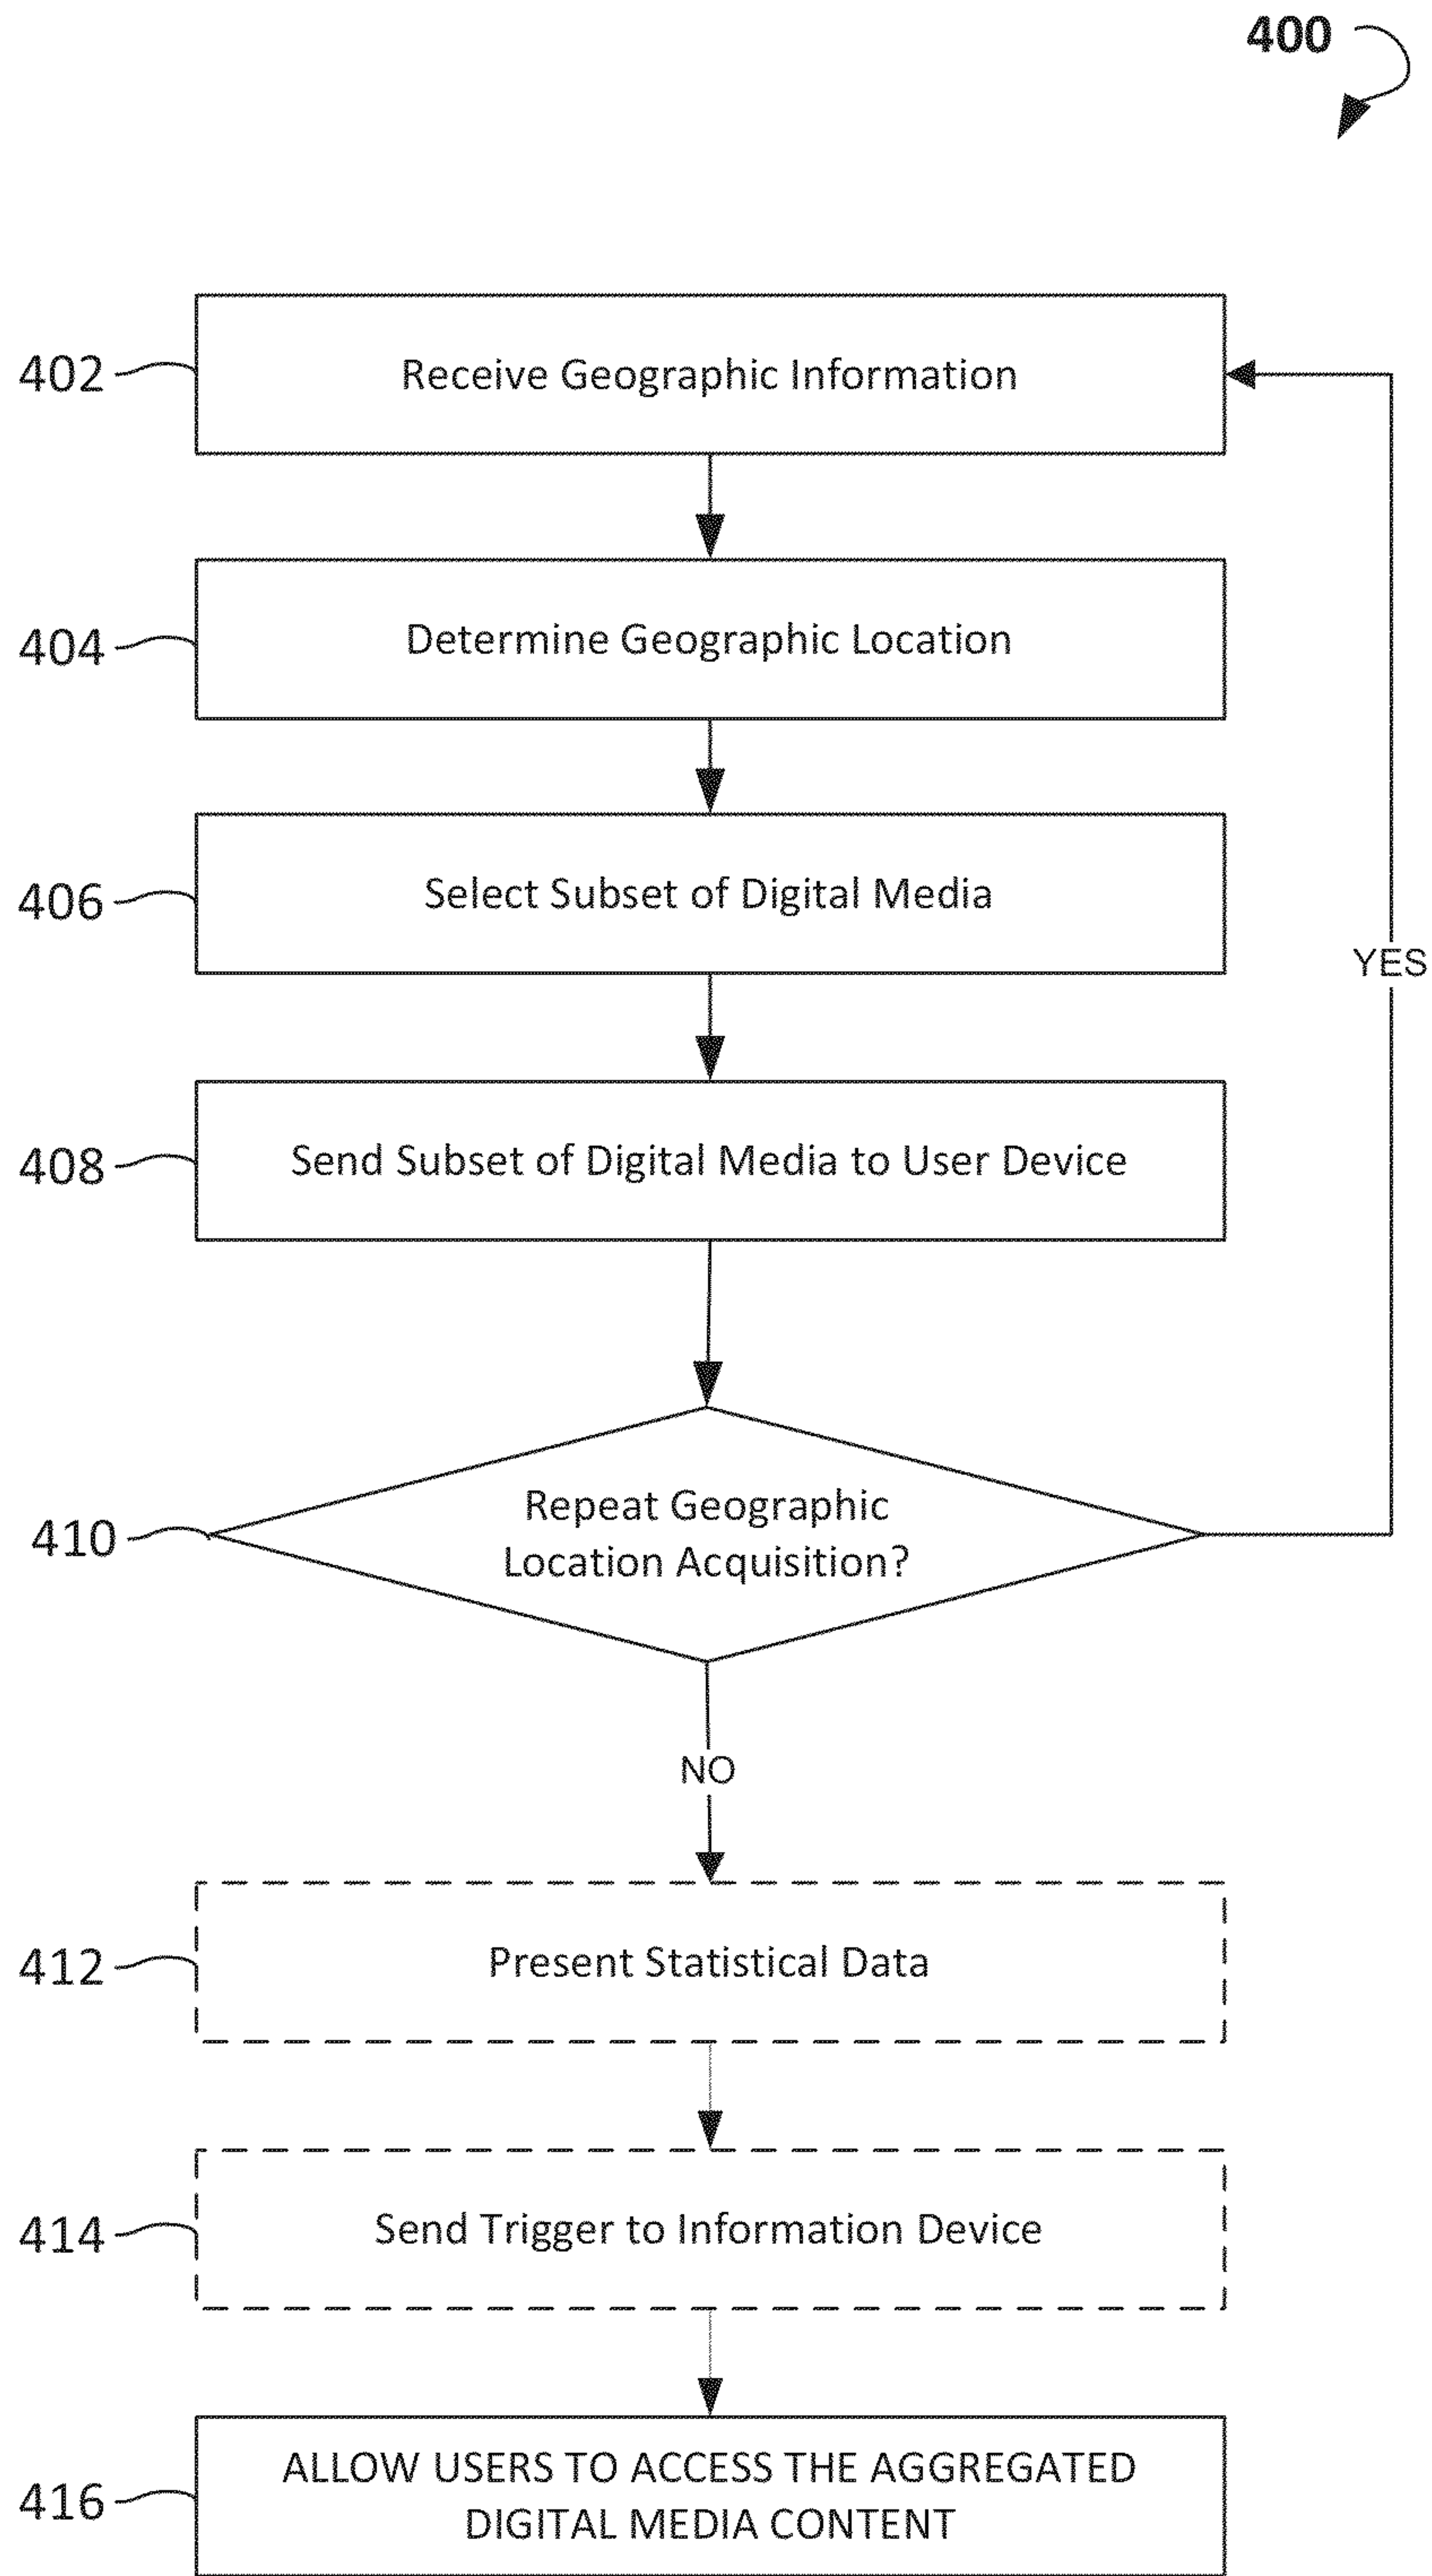 400
402
Receive Geographic Information
404
Determine Geographic Location
406
Select Subset of Digital Media
YES
408
Send Subset of Digital Media to User Device
410
Repeat Geographic
Location Acquisition?
NO
412
Present Statistical Data
414
Send Trigger to Information Device
416
ALLOW USERS TO ACCESS THE AGGREGATED
DIGITAL MEDIA CONTENT